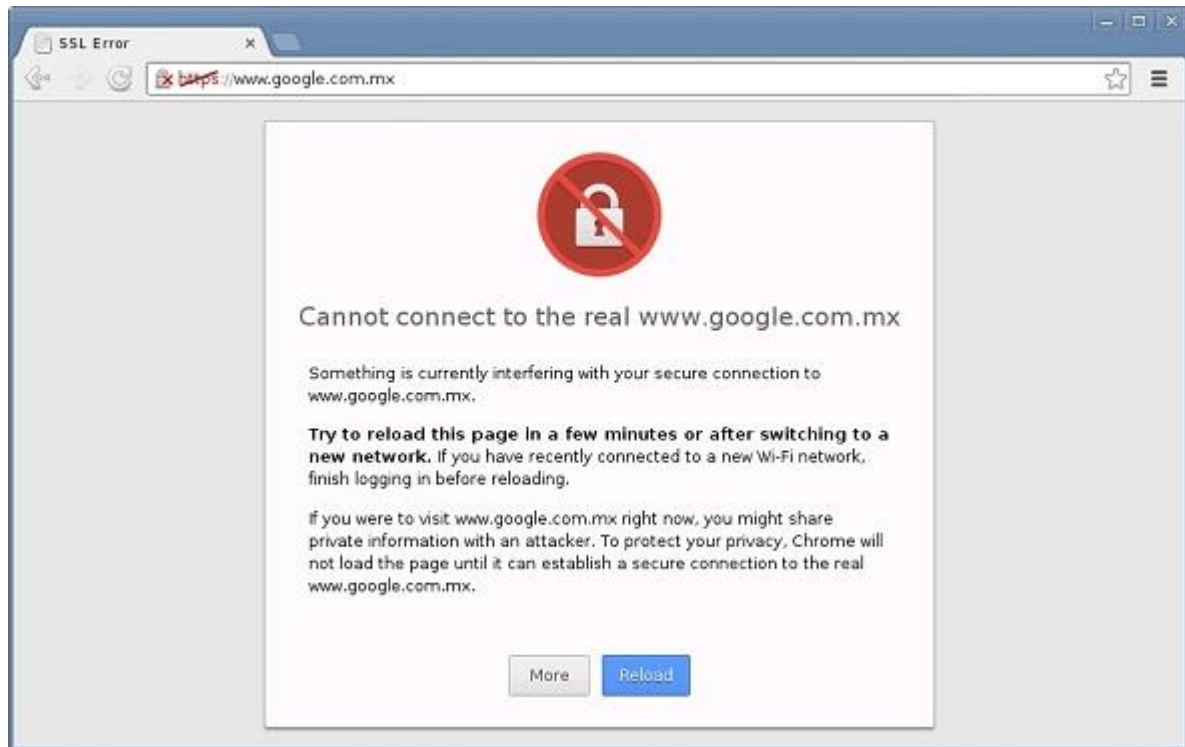 SSL Error
https://www.google.com.mx
Cannot connect to the real www.google.com.mx
Something is currently interfering with your secure connection to
www.google.com.mx.
Try to reload this page in a few minutes or after switching to a
new network. If you have recently connected to a new Wi-Fi network,
finish logging in before reloading.
If you were to visit www.google.com.mx right now, you might share
private information with an attacker. To protect your privacy, Chrome will
not load the page until it can establish a secure connection to the real
www.google.com.mx.
More
Reload